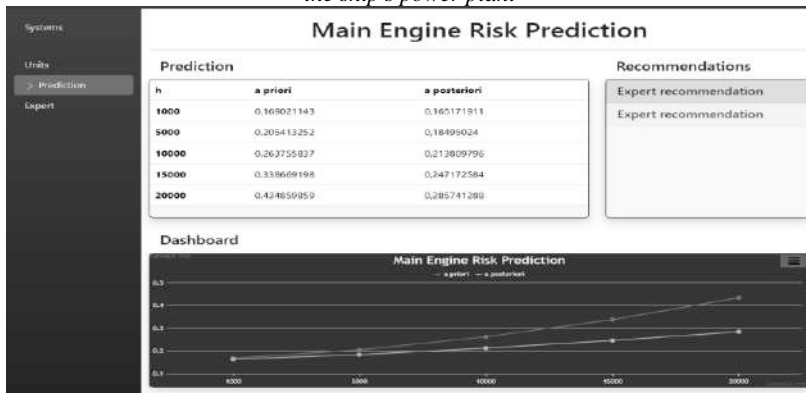 the ship's power plant
Systems
Units
> Prediction
Expert
Main Engine Risk Prediction
Prediction
h a priori a posteriori
1000 0,169021143 0,165171911
5000 0,205413252 0,18495024
10000 0,263755837 0,213809796
15000 0,338669198 0,247172584
20000 0,434859859 0,285741288
Recommendations
Expert recommendation
Expert recommendation
Dashboard
Main Engine Risk Prediction
a priori a posteriori
0.5
0.4
0.3
0.2
0.1
1000 5000 10000 15000 20000